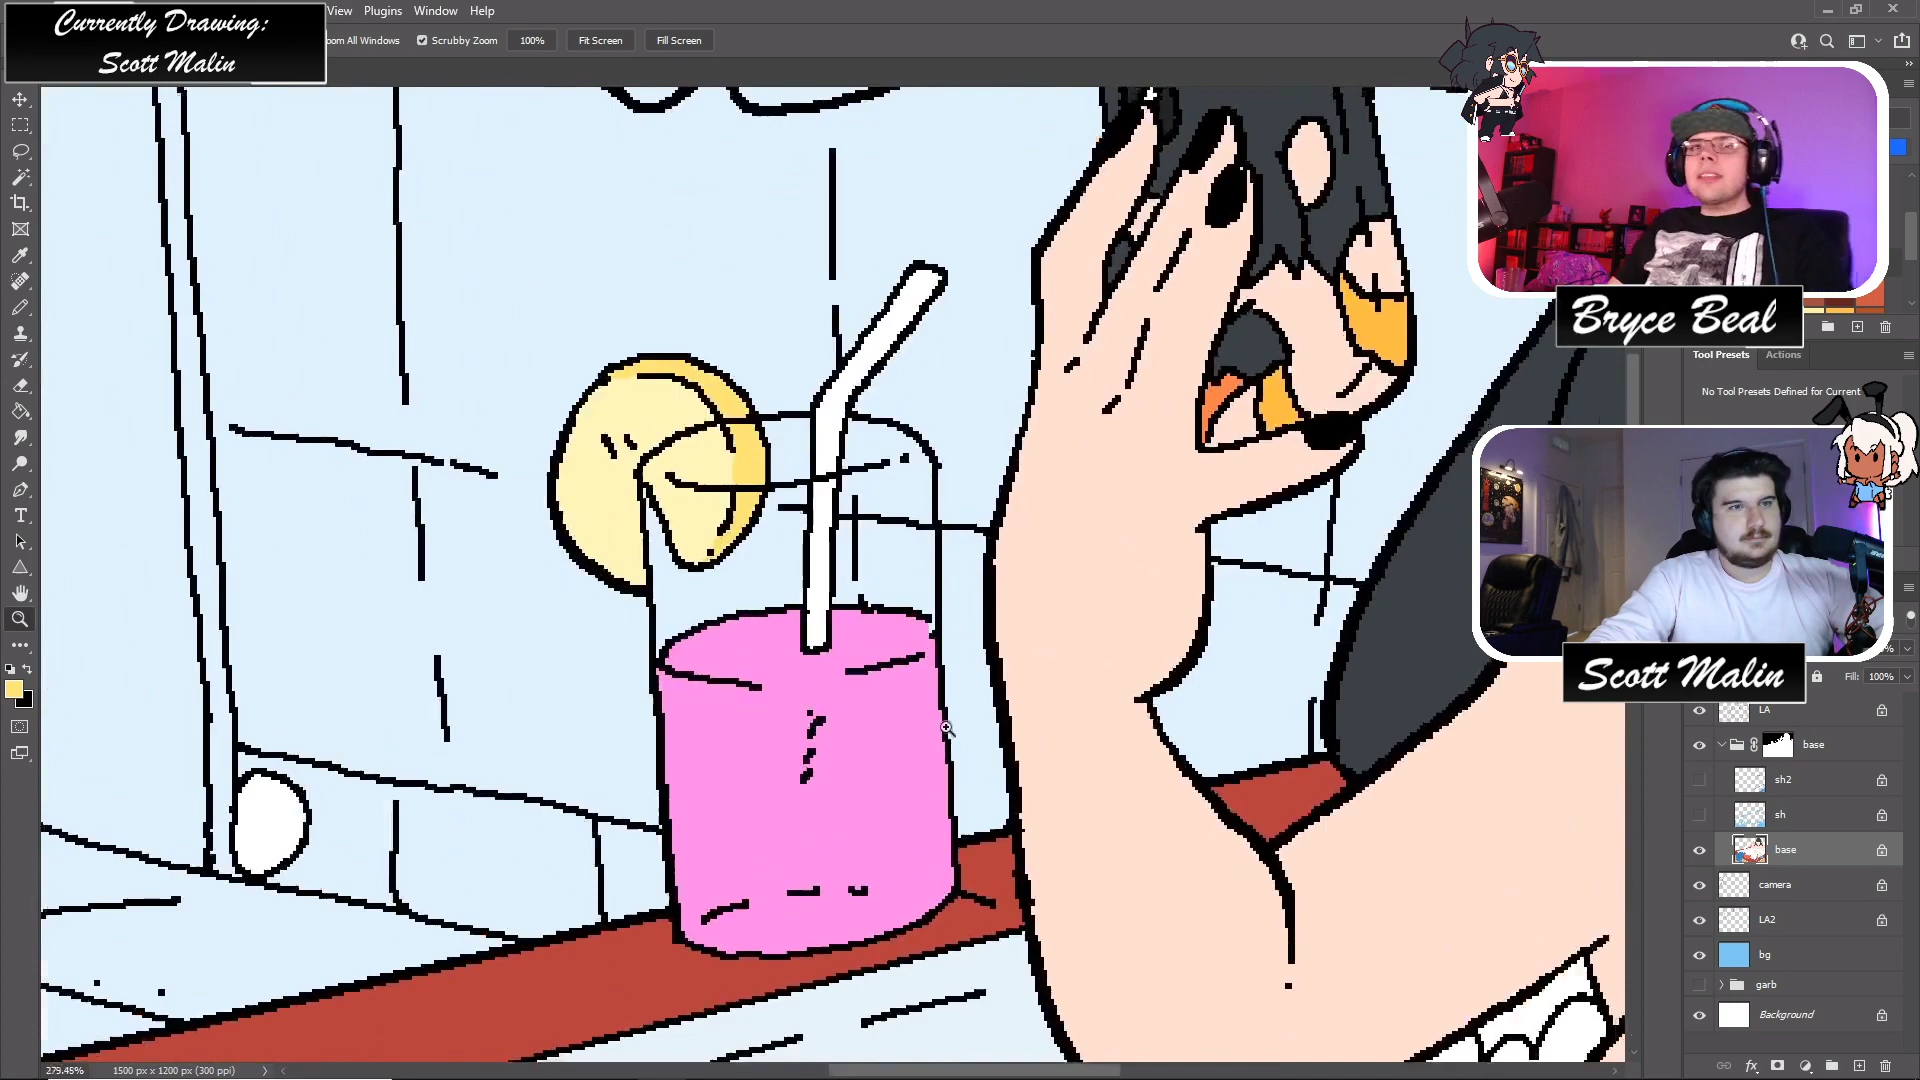 Currently Drawing:
Scott Malin
View Plugins Window Help
Zoom All Windows Scrubby Zoom 100% Fit Screen Fill Screen
Bryce Beal
Tool Presets Actions
No Tool Presets Defined for Current
Scott Malin
Fill: 100%
LA
base
sh2
sh
base
camera
LA2
bg
garb
Background
279.45% 1500 px x 1200 px (300 ppi)